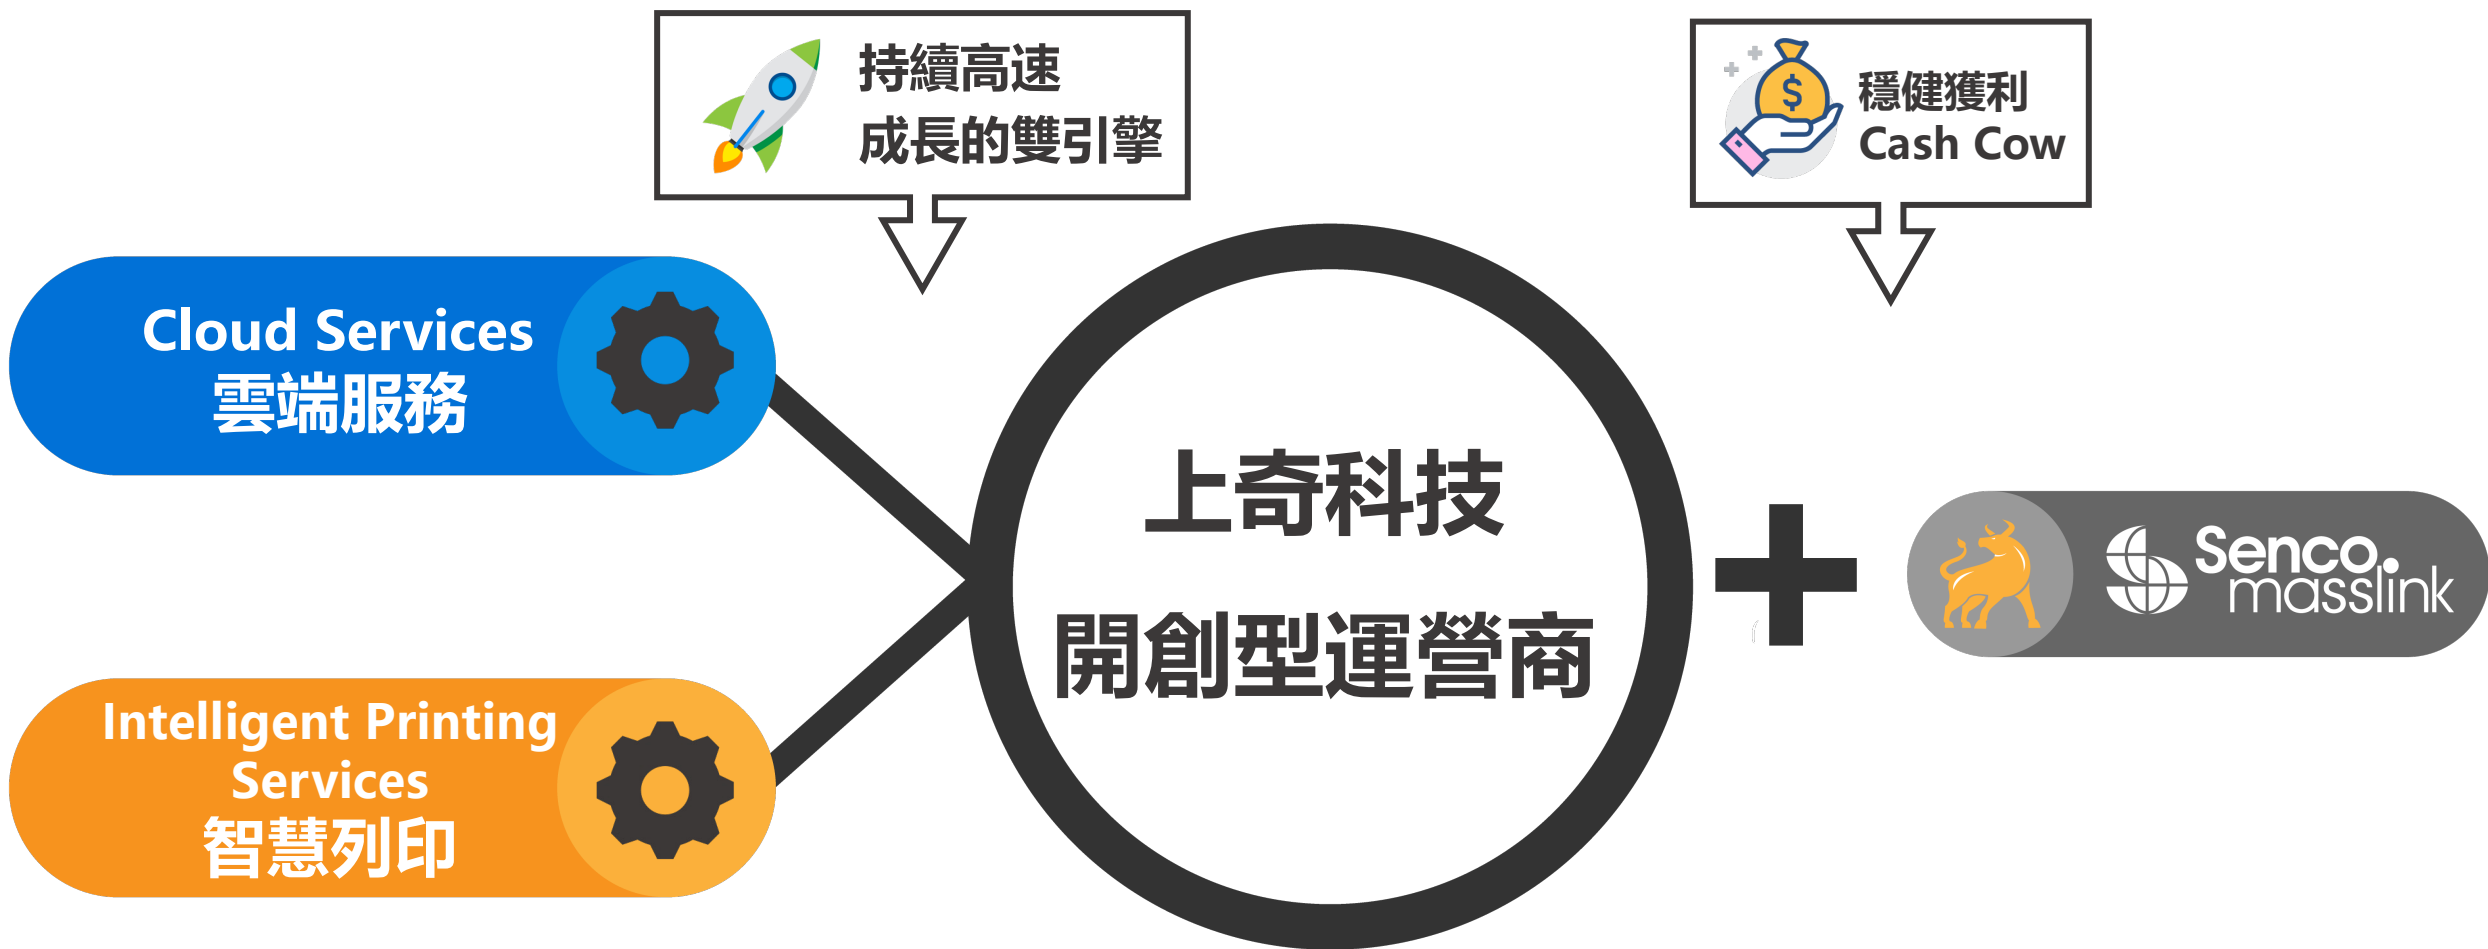 持續高速
成長的雙引擎
穩健獲利
Cash Cow
$
Cloud Services
雲端服務
上奇科技
開創型運營商
Senco
masslink
Intelligent Printing
Services
智慧列印